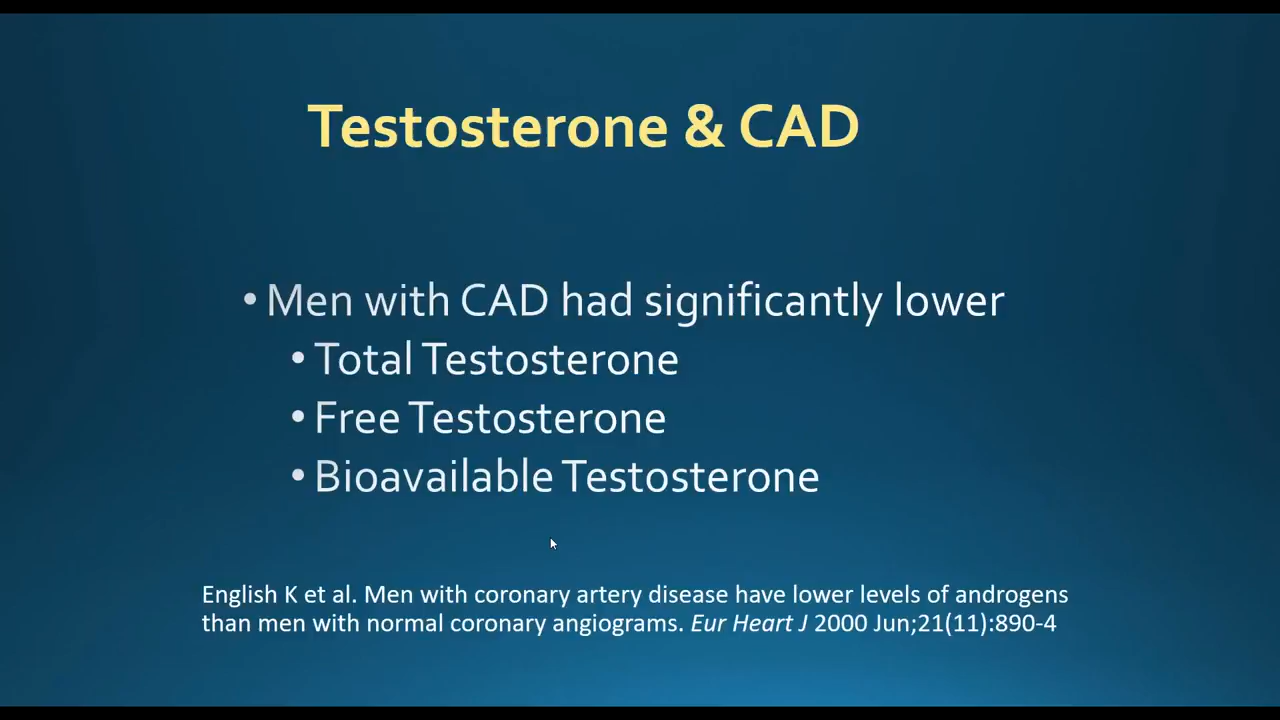 Testosterone & CAD
• Men with CAD had significantly lower
• Total Testosterone
• Free Testosterone
• Bioavailable Testosterone
English K et al. Men with coronary artery disease have lower levels of androgens
than men with normal coronary angiograms. Eur Heart J 2000 Jun;21(11):890-4